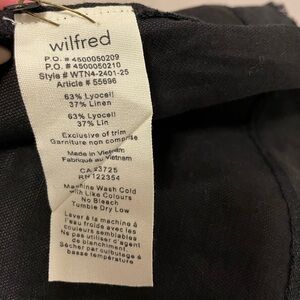 wilfred
P.O. # 4500050209
P.O. # 4500050210
Style # WTN4-2401-25
Article # 55696
63% Lyocell
37% Linen
63% Lyocell
37% Lin
Exclusive of trim
Garniture non comprise
Made in Vietnam
Fabriqué au Vietnam
CA 23725
RN 122354
Machine Wash Cold
With Like Colours
No Bleach
Tumble Dry Low
Laver à la machine à
l'eau froide avec les
couleurs semblables
Ne pas utiliser d'agent
de blanchiment
Sécher par culbutage à
basse température